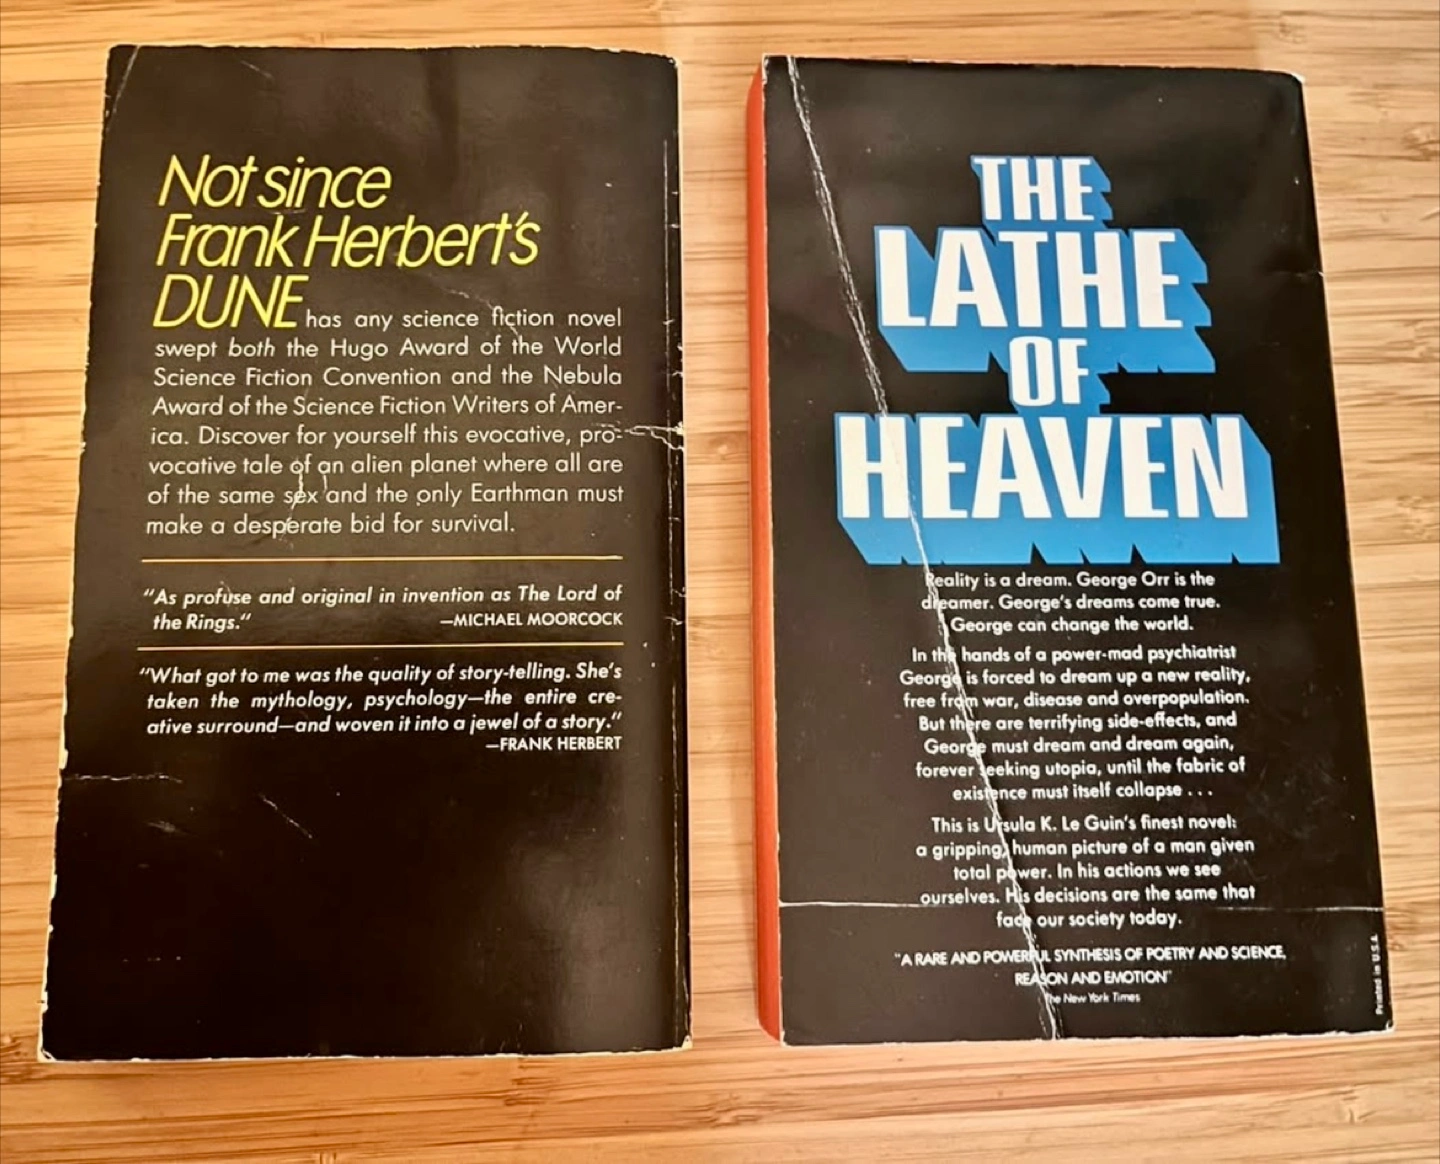 Not since
Frank Herbert's
DUNE has any science fiction novel
swept both the Hugo Award of the World
Science Fiction Convention and the Nebula
Award of the Science Fiction Writers of Amer-
ica. Discover for yourself this evocative, pro-
vocative tale of an alien planet where all are
of the same sex and the only Earthman must
make a desperate bid for survival.
"As profuse and original in invention as The Lord of
the Rings." —MICHAEL MOORCOCK
"What got to me was the quality of story-telling. She's
taken the mythology, psychology—the entire cre-
ative surround—and woven it into a jewel of a story."
—FRANK HERBERT
THE
LATHE
OF
HEAVEN
Reality is a dream. George Orr is the
dreamer. George's dreams come true.
George can change the world.
In the hands of a power-mad psychiatrist
George is forced to dream up a new reality,
free from war, disease and overpopulation.
But there are terrifying side-effects, and
George must dream and dream again,
forever seeking utopia, until the fabric of
existence must itself collapse . . .
This is Ursula K. Le Guin's finest novel:
a gripping, human picture of a man given
total power. In his actions we see
ourselves. His decisions are the same that
face our society today.
"A RARE AND POWERFUL SYNTHESIS OF POETRY AND SCIENCE,
REASON AND EMOTION"
The New York Times
Printed in U.S.A.